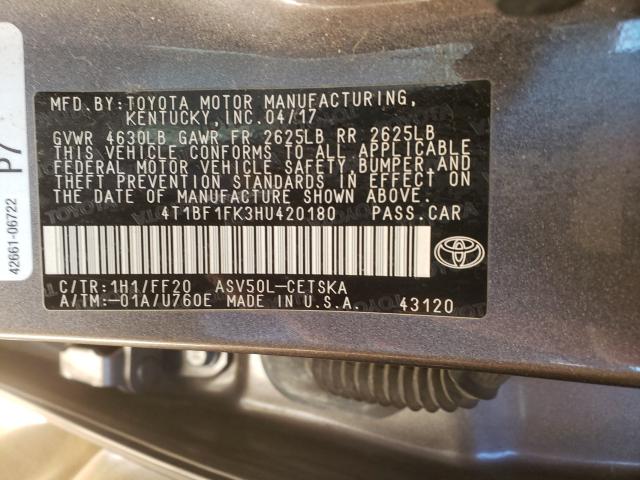 MFD.BY:TOYOTA MOTOR MANUFACTURING,
KENTUCKY,INC.04/17
GVWR 4630LB GAWR FR 2625LB RR 2625LB
THIS VEHICLE CONFORMS TO ALL APPLICABLE
FEDERAL MOTOR VEHICLE SAFETY,BUMPER,AND
THEFT PREVENTION STANDARDS IN EFFECT ON
THE DATE OF MANUFACTURE SHOWN ABOVE.
4T1BF1FK3HU420180 PASS.CAR
C/TR:1H1/FF20 ASV50L-CETSKA
A/TM:-01A/U760E MADE IN U.S.A. 43120
P7
42661-06722